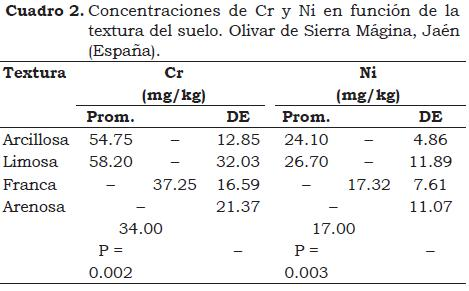 Cuadro 2. Concentraciones de Cr y Ni en función de la
textura del suelo. Olivar de Sierra Mágina, Jaén
(España).
Textura Cr Ni
(mg/kg) (mg/kg)
Prom. DE Prom. DE
Arcillosa 54.75 – 12.85 24.10 – 4.86
Limosa 58.20 – 32.03 26.70 – 11.89
Franca – 37.25 16.59 – 17.32 7.61
Arenosa – 21.37 – 11.07
34.00 17.00
P = – P = –
0.002 0.003